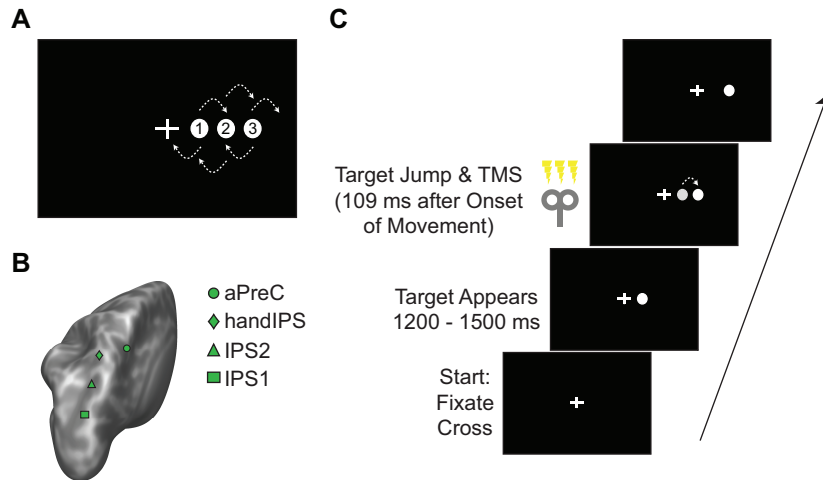 A
1 2 3
B
aPreC
handIPS
IPS2
IPS1
C
Target Jump & TMS
(109 ms after Onset
of Movement)
Target Appears
1200 - 1500 ms
Start:
Fixate
Cross